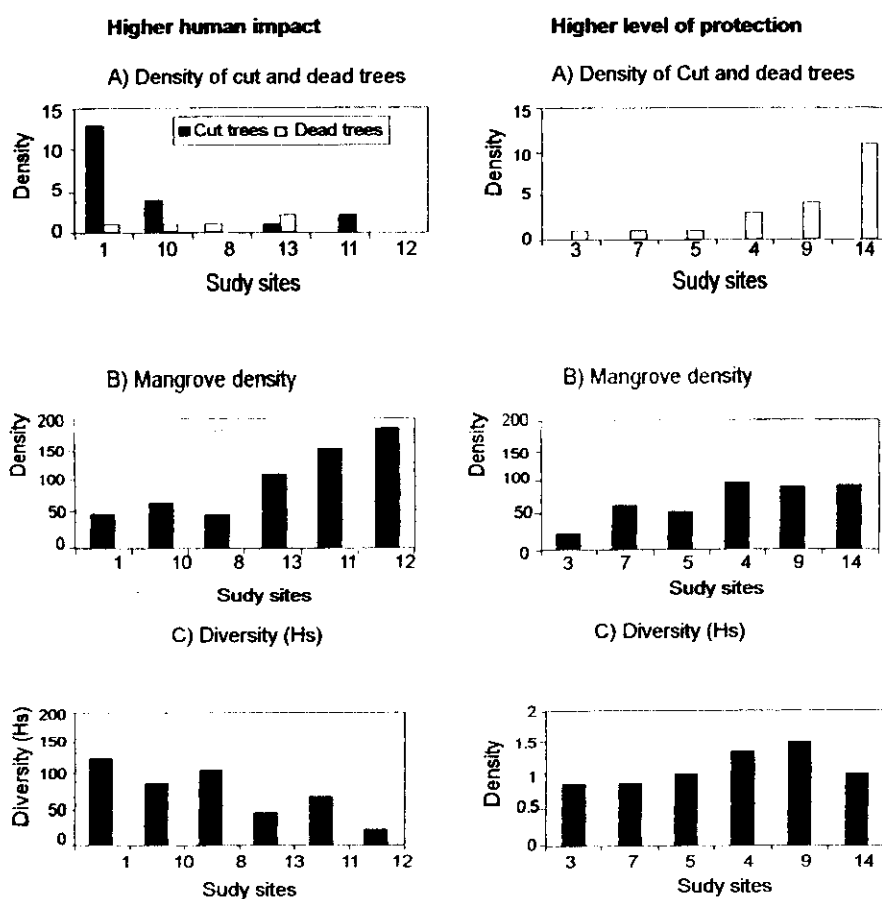 Higher human impact
Higher level of protection
A) Density of cut and dead trees
A) Density of Cut and dead trees
Density
15
10
5
0
Cut trees Dead trees
1 10 8 13 11 12
Sudy sites
Density
15
10
5
0
3 7 5 4 9 14
Sudy sites
B) Mangrove density
B) Mangrove density
Density
200
150
100
50
0
1 10 8 13 11 12
Sudy sites
Density
200
150
100
50
0
3 7 5 4 9 14
Sudy sites
C) Diversity (Hs)
C) Diversity (Hs)
Diversity (Hs)
200
150
100
50
0
1 10 8 13 11 12
Sudy sites
Density
2
1.5
1
0.5
0
3 7 5 4 9 14
Sudy sites